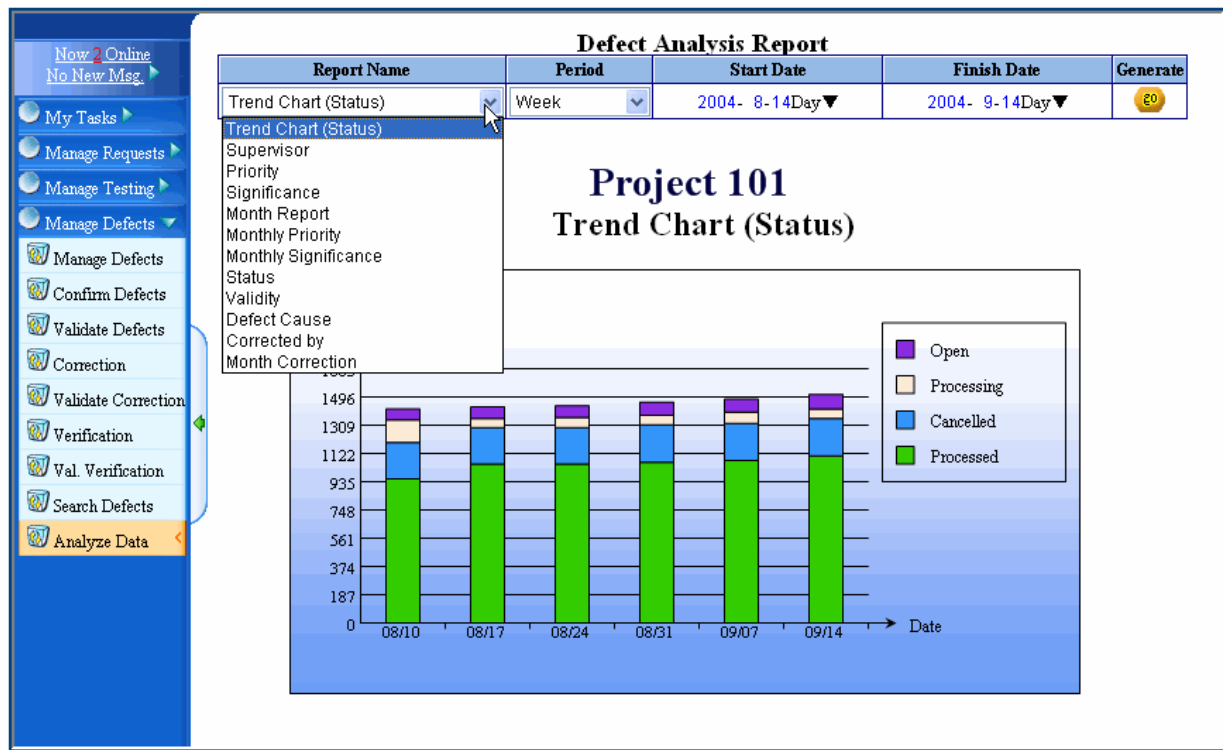 Now 2 Online
No New Msg.
My Tasks
Manage Requests
Manage Testing
Manage Defects
Manage Defects
Confirm Defects
Validate Defects
Correction
Validate Correction
Verification
Val. Verification
Search Defects
Analyze Data
Defect Analysis Report
Report Name Period Start Date Finish Date Generate
Trend Chart (Status) Week 2004- 8-14Day▼ 2004- 9-14Day▼ go
Trend Chart (Status)
Supervisor
Priority
Significance
Month Report
Monthly Priority
Monthly Significance
Status
Validity
Defect Cause
Corrected by
Month Correction
Project 101
Trend Chart (Status)
1496
1309
1122
935
748
561
374
187
0
08/10 08/17 08/24 08/31 09/07 09/14
Date
Open
Processing
Cancelled
Processed